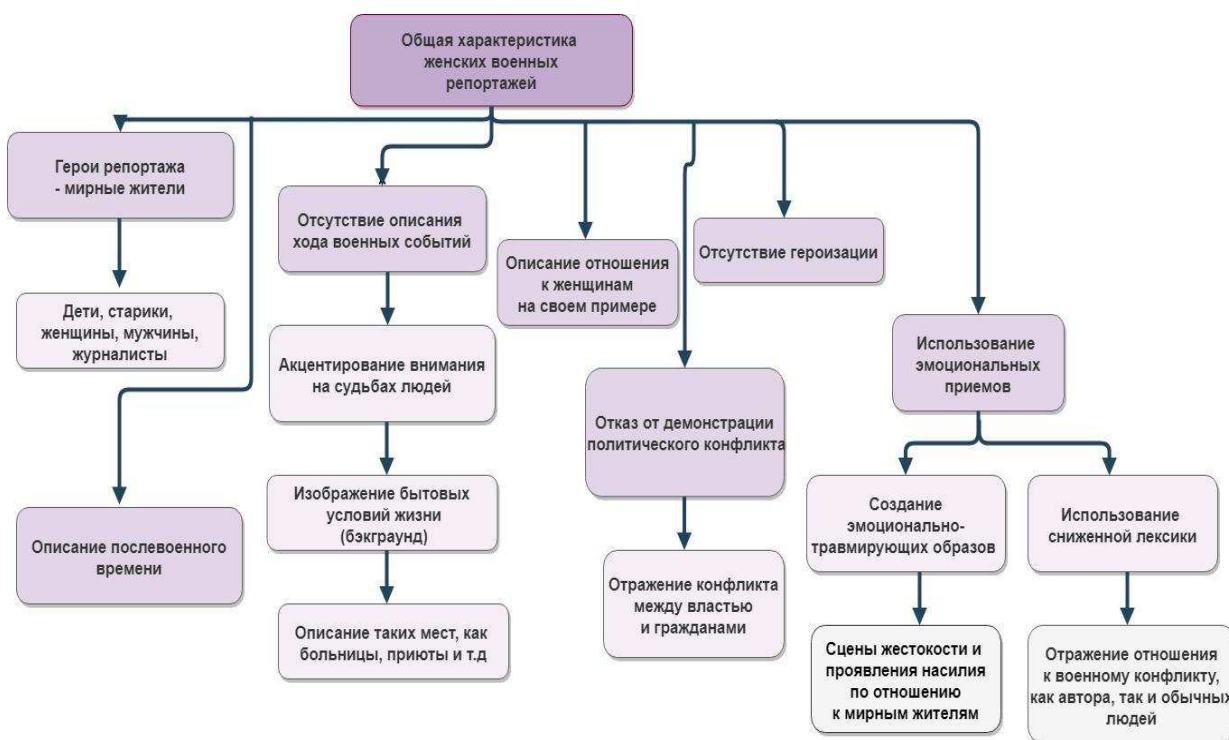 Общая характеристика
женских военных
репортажей
Герои репортажа
- мирные жители
Дети, старики,
женщины, мужчины,
журналисты
Описание послевоенного
времени
Отсутствие описания
хода военных событий
Акцентирование внимания
на судьбах людей
Изображение бытовых
условий жизни
(бэкграунд)
Описание таких мест, как
больницы, приюты и т.д
Описание отношения
к женщинам
на своем примере
Отказ от демонстрации
политического конфликта
Отражение конфликта
между властью
и гражданами
Отсутствие героизации
Использование
эмоциональных
приемов
Создание
эмоционально-
травмирующих образов
Сцены жестокости и
проявления насилия
по отношению
к мирным жителям
Использование
сниженной лексики
Отражение отношения
к военному конфликту,
как автора, так и обычных
людей